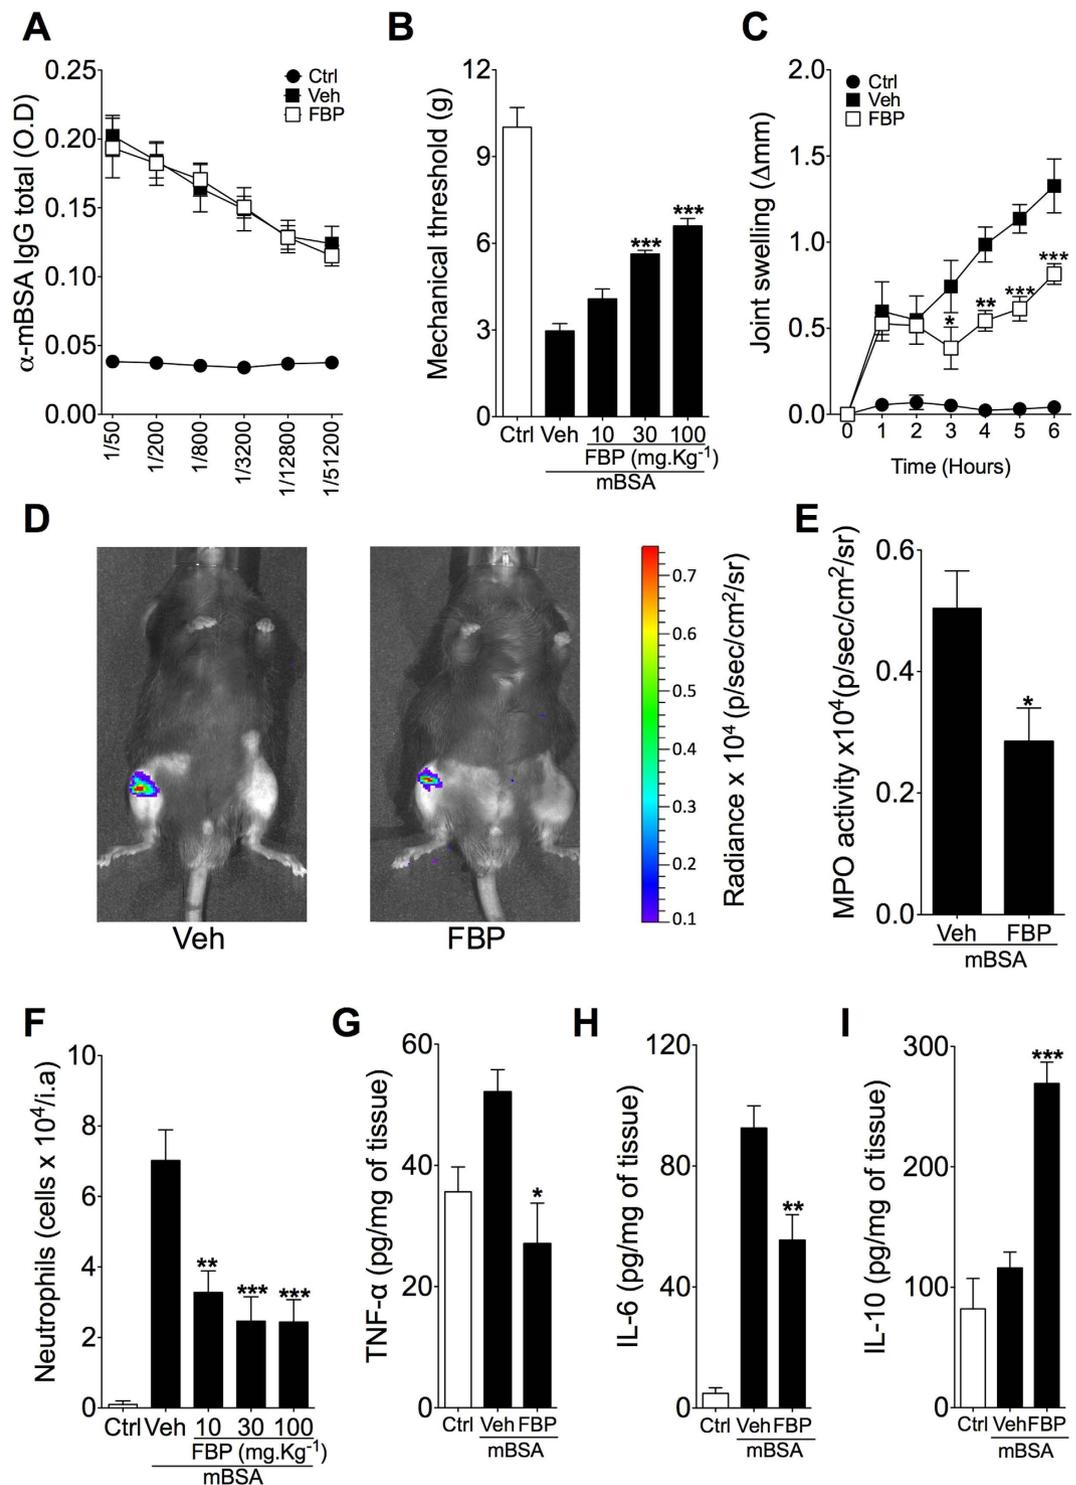 A
α-mBSA IgG total (O.D)
0.25
0.20
0.15
0.10
0.05
0.00
Ctrl
Veh
FBP
1/50
1/200
1/800
1/3200
1/12800
1/51200
B
Mechanical threshold (g)
12
9
6
3
0
***
***
Ctrl Veh 10 30 100
FBP (mg.Kg-1)
mBSA
C
Joint swelling (Δmm)
2.0
1.5
1.0
0.5
0.0
Ctrl
Veh
FBP
*
**
***
***
0 1 2 3 4 5 6
Time (Hours)
D
Veh
FBP
0.7
0.6
0.5
0.4
0.3
0.2
0.1
Radiance x 10⁴ (p/sec/cm²/sr)
E
MPO activity x10⁴(p/sec/cm²/sr)
0.6
0.4
0.2
0.0
*
Veh FBP
mBSA
F
Neutrophils (cells x 10⁴/i.a)
10
8
6
4
2
0
**
***
***
Ctrl Veh 10 30 100
FBP (mg.Kg-1)
mBSA
G
TNF-α (pg/mg of tissue)
60
40
20
0
*
Ctrl Veh FBP
mBSA
H
IL-6 (pg/mg of tissue)
120
80
40
0
**
Ctrl Veh FBP
mBSA
I
IL-10 (pg/mg of tissue)
300
200
100
0
***
Ctrl Veh FBP
mBSA